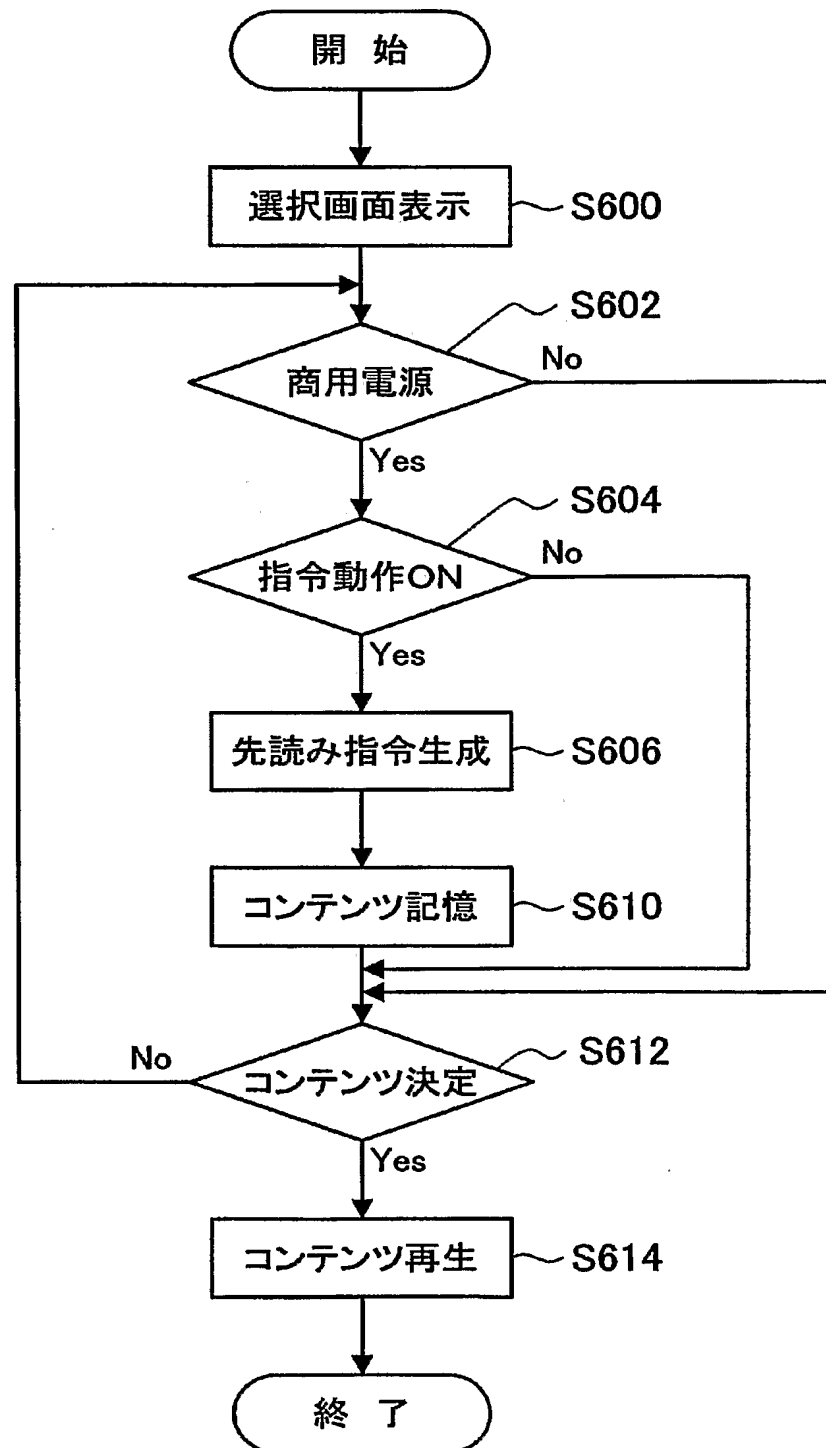 開 始
選択画面表示
S600
S602
商用電源
No
Yes
S604
指令動作ON
No
Yes
先読み指令生成
S606
コンテンツ記憶
S610
S612
No
コンテンツ決定
Yes
コンテンツ再生
S614
終 了